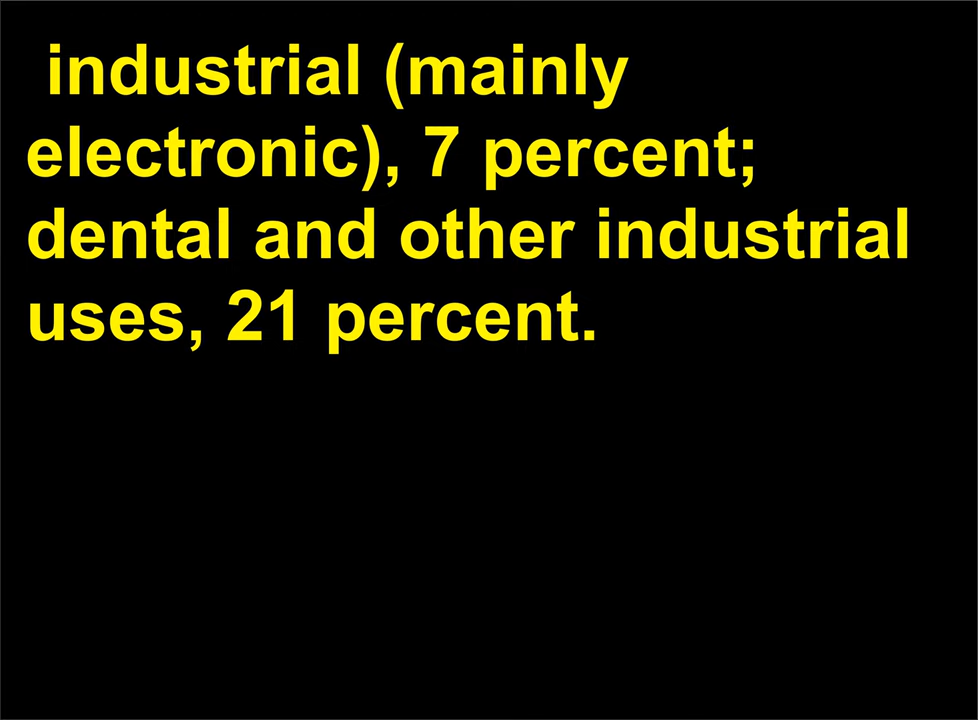 industrial (mainly
electronic), 7 percent;
dental and other industrial
uses, 21 percent.